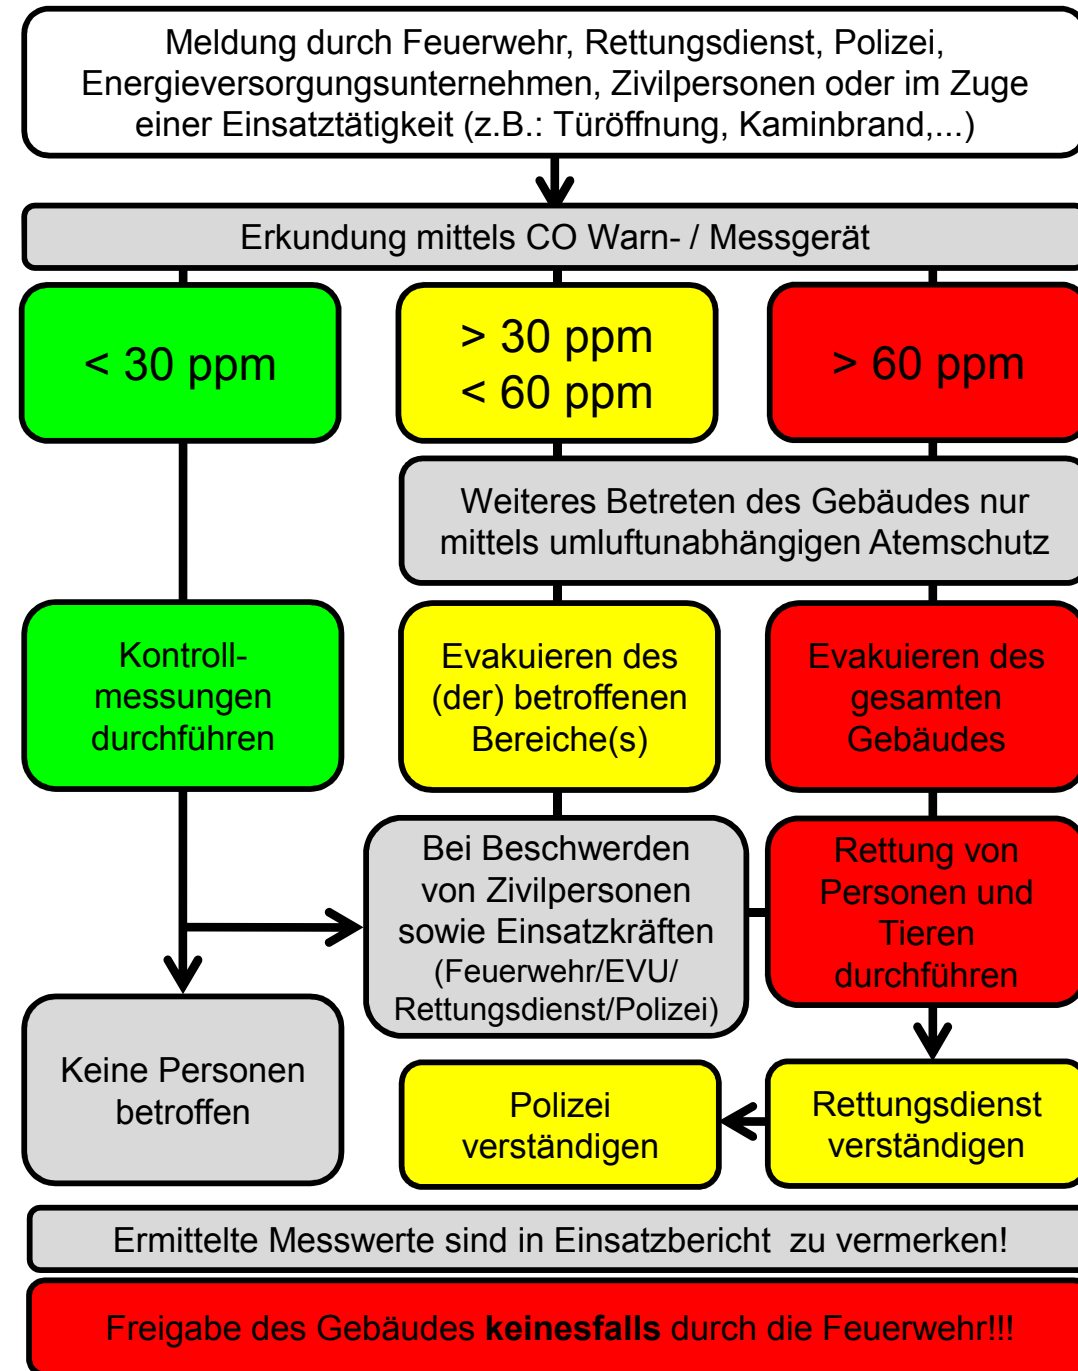 Meldung durch Feuerwehr, Rettungsdienst, Polizei,
Energieversorgungsunternehmen, Zivilpersonen oder im Zuge
einer Einsatztätigkeit (z.B.: Türöffnung, Kaminbrand,...)
Erkundung mittels CO Warn- / Messgerät
< 30 ppm
> 30 ppm
< 60 ppm
> 60 ppm
Weiteres Betreten des Gebäudes nur
mittels umluftunabhängigen Atemschutz
Kontroll-
messungen
durchführen
Evakuieren des
(der) betroffenen
Bereiche(s)
Evakuieren des
gesamten
Gebäudes
Bei Beschwerden
von Zivilpersonen
sowie Einsatzkräften
(Feuerwehr/EVU/
Rettungsdienst/Polizei)
Rettung von
Personen und
Tieren
durchführen
Keine Personen
betroffen
Polizei
verständigen
Rettungsdienst
verständigen
Ermittelte Messwerte sind in Einsatzbericht  zu vermerken!
Freigabe des Gebäudes keinesfalls durch die Feuerwehr!!!